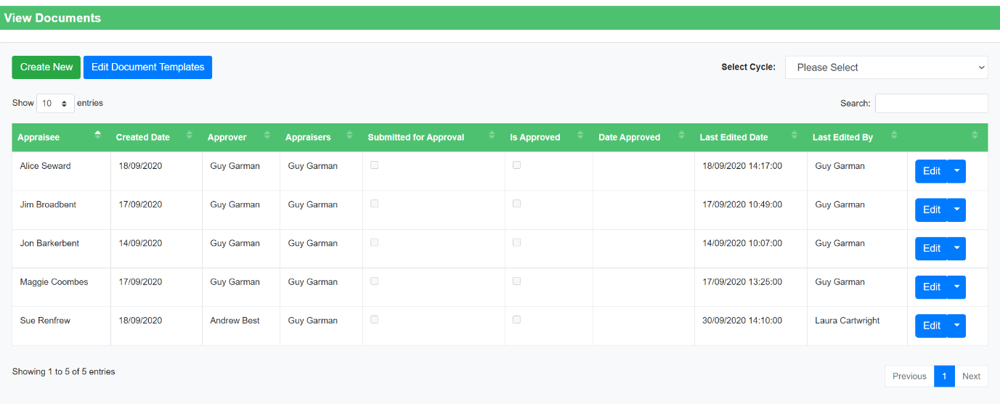 View Documents
Create New Edit Document Templates Select Cycle: Please Select
Show 10 entries Search:
Appraisee Created Date Approver Appraisers Submitted for Approval Is Approved Date Approved Last Edited Date Last Edited By
Alice Seward 18/09/2020 Guy Garman Guy Garman 18/09/2020 14:17:00 Guy Garman Edit
Jim Broadbent 17/09/2020 Guy Garman Guy Garman 17/09/2020 10:49:00 Guy Garman Edit
Jon Barkerbent 14/09/2020 Guy Garman Guy Garman 14/09/2020 10:07:00 Guy Garman Edit
Maggie Coombes 17/09/2020 Guy Garman Guy Garman 17/09/2020 13:25:00 Guy Garman Edit
Sue Renfrew 18/09/2020 Andrew Best Guy Garman 30/09/2020 14:10:00 Laura Cartwright Edit
Showing 1 to 5 of 5 entries Previous 1 Next